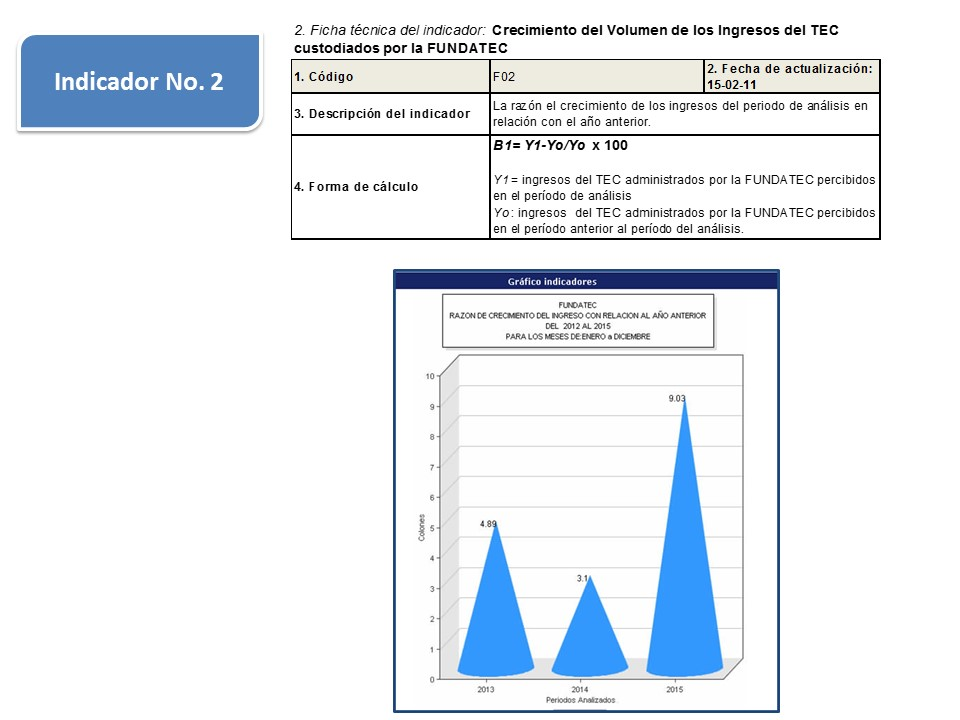 Indicador No. 2
2. Ficha técnica del indicador: Crecimiento del Volumen de los Ingresos del TEC
custodiados por la FUNDATEC
1. Código
F02
2. Fecha de actualización:
15-02-11
3. Descripción del indicador
La razón el crecimiento de los ingresos del periodo de análisis en
relación con el año anterior.
4. Forma de cálculo
B1= Y1-Yo/Yo x 100
Y1 = ingresos del TEC administrados por la FUNDATEC percibidos
en el período de análisis
Yo: ingresos del TEC administrados por la FUNDATEC percibidos
en el período anterior al período del análisis.
Gráfico indicadores
FUNDATEC
RAZON DE CRECIMIENTO DEL INGRESO CON RELACION AL AÑO ANTERIOR
DEL 2012 AL 2015
PARA LOS MESES DE:ENERO a DICIEMBRE
10
9
8
7
6
5
4
3
2
1
0
Colones
4.89
3.1
9.03
2013
2014
2015
Periodos Analizados